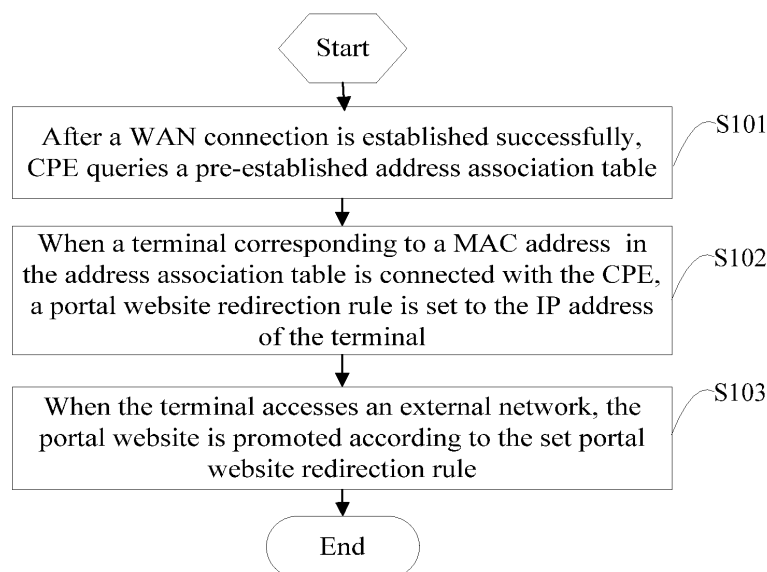 Start
After a WAN connection is established successfully,
CPE queries a pre-established address association table
S101
When a terminal corresponding to a MAC address in
the address association table is connected with the CPE,
a portal website redirection rule is set to the IP address
of the terminal
S102
When the terminal accesses an external network, the
portal website is promoted according to the set portal
website redirection rule
S103
End